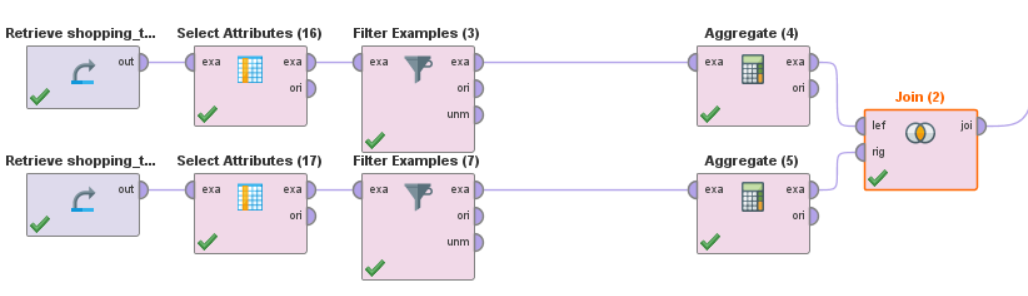 Retrieve shopping_t... Select Attributes (16) Filter Examples (3) Aggregate (4)
out exa exa exa exa exa exa
ori ori ori
unm
Join (2)
lef joi
rig
Retrieve shopping_t... Select Attributes (17) Filter Examples (7) Aggregate (5)
out exa exa exa exa exa exa
ori ori ori
unm